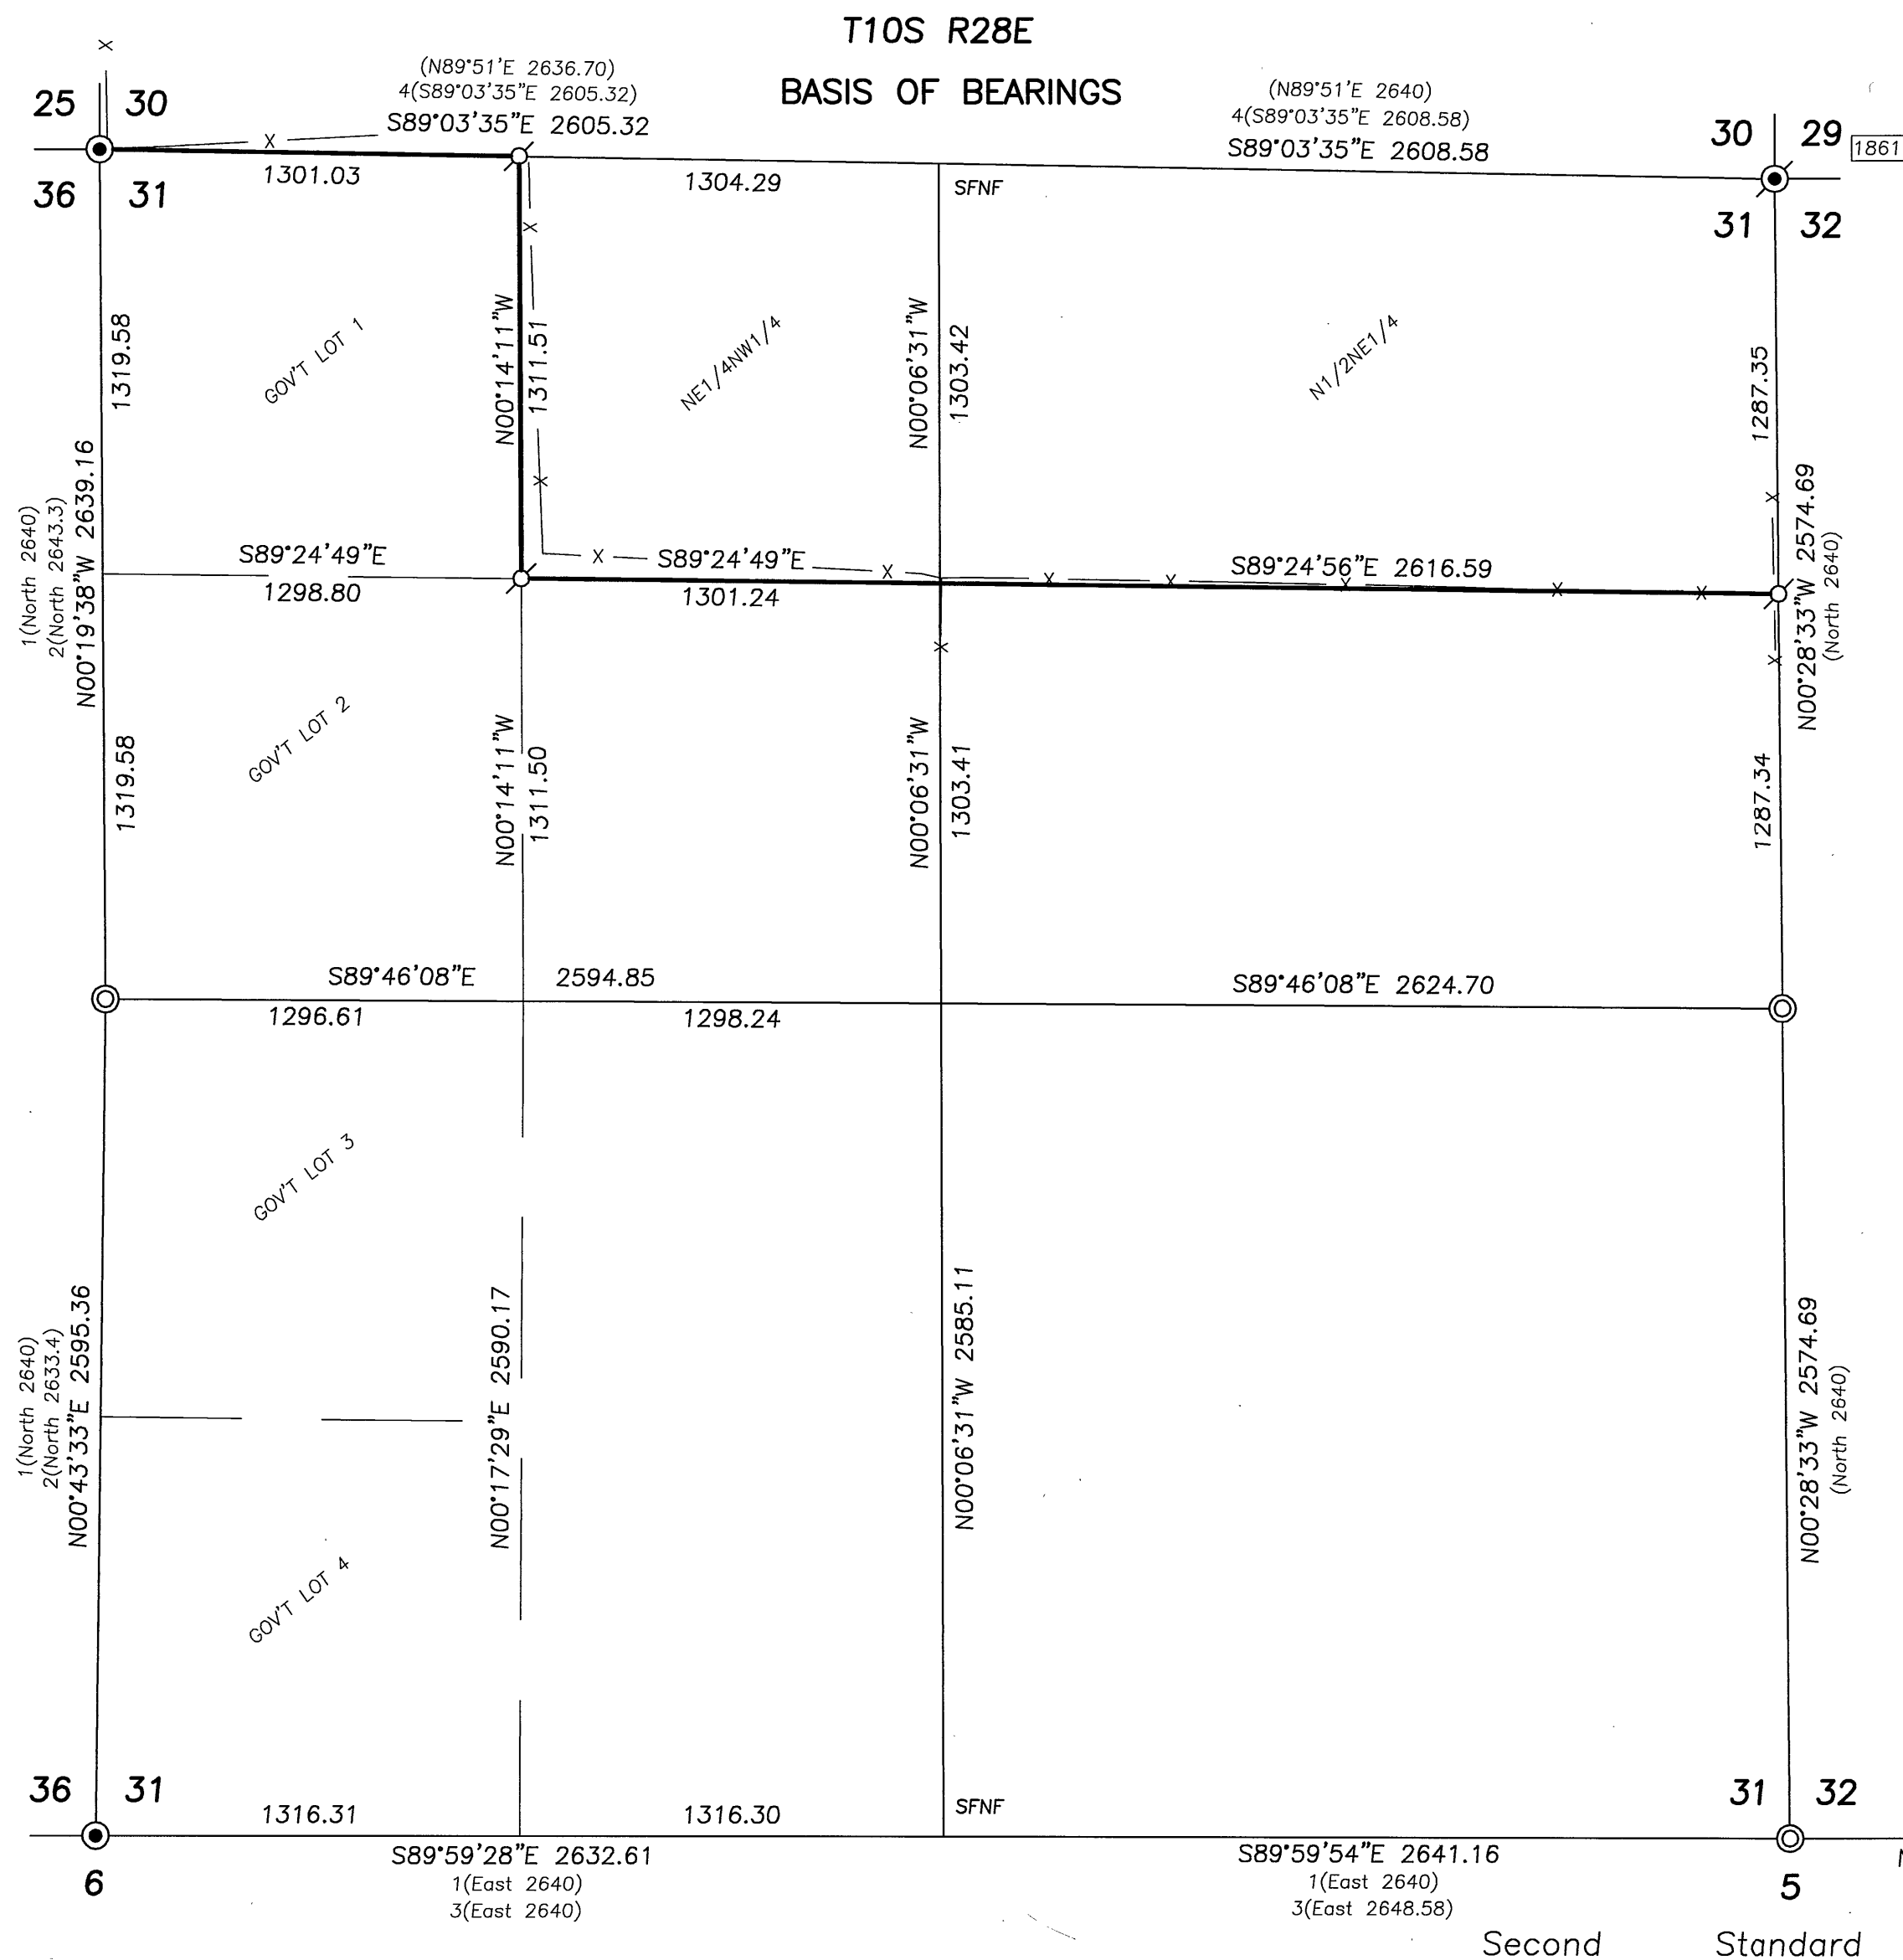 T10S R28E
BASIS OF BEARINGS
(N89°51'E 2636.70)
4(S89°03'35"E 2605.32)
S89°03'35"E 2605.32
(N89°51'E 2640)
4(S89°03'35"E 2608.58)
S89°03'35"E 2608.58
25 30
36 31
30 29
31 32
1861
1301.03
1304.29
SFNF
1319.58
GOV'T LOT 1
N00°14'11"W
1311.51
NE1/4NW1/4
N00°06'31"W
1303.42
N1/2NE1/4
1287.35
1(North 2640)
2(North 2643.3)
N00°19'38"W 2639.16
N00°28'33"W 2574.69
(North 2640)
S89°24'49"E
1298.80
S89°24'49"E
1301.24
S89°24'56"E 2616.59
1319.58
GOV'T LOT 2
N00°14'11"W
1311.50
N00°06'31"W
1303.41
1287.34
S89°46'08"E 2594.85
1296.61
1298.24
S89°46'08"E 2624.70
GOV'T LOT 3
1(North 2640)
2(North 2633.4)
N00°43'33"E 2595.36
N00°17'29"E 2590.17
N00°06'31"W 2585.11
N00°28'33"W 2574.69
(North 2640)
GOV'T LOT 4
36 31
1316.31
1316.30
SFNF
31 32
S89°59'28"E 2632.61
1(East 2640)
3(East 2640)
S89°59'54"E 2641.16
1(East 2640)
3(East 2648.58)
6
5
Second Standard